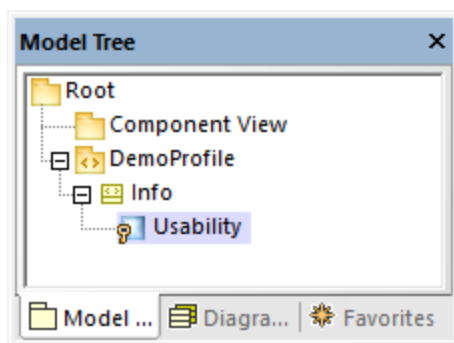 Model Tree
Root
Component View
DemoProfile
Info
Usability
Model ... Diagra... Favorites